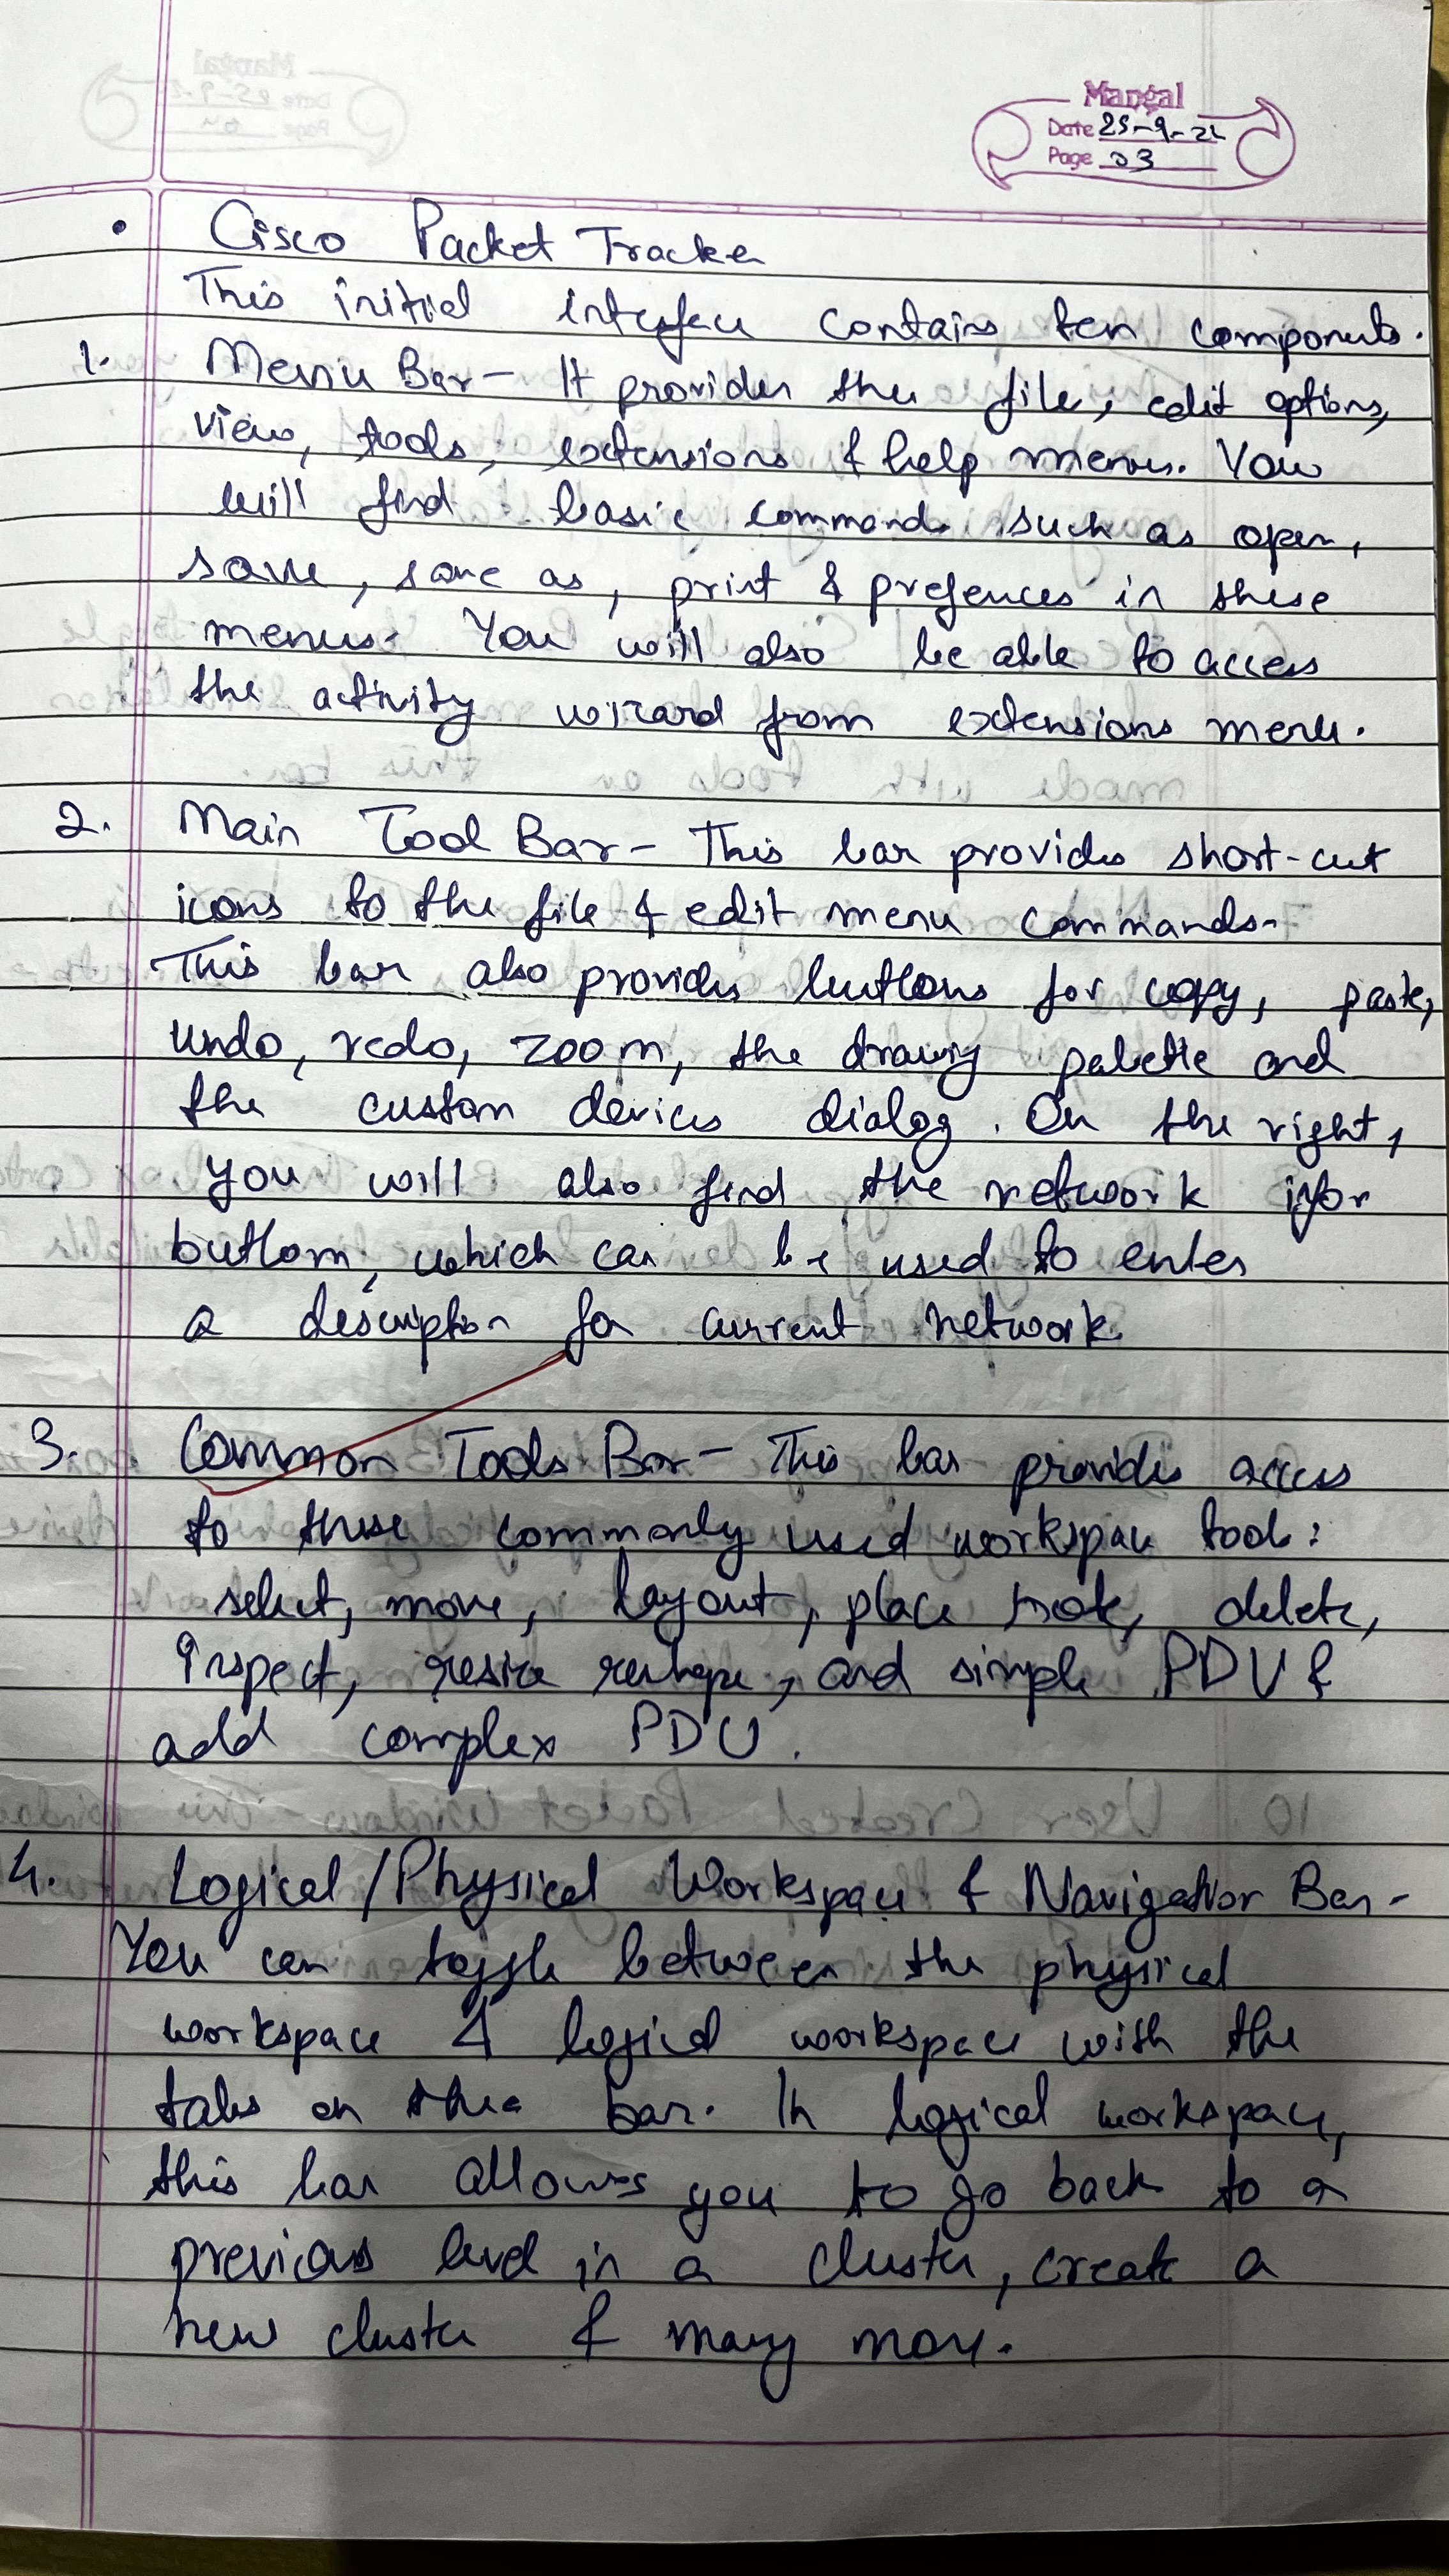 Mangal
Date 25-9-24
Page 03
• Cisco Packet Tracker
This initial interface contains ten components.
1. Menu Bar - It provides the file, edit options,
view, tools, extensions & help menu. You
will find basic commands such as open,
save, save as, print & prefences in these
menus. You will also be able to access
the activity wizard from extensions menu.
2. Main Tool Bar - This bar provides short-cut
icons to the file & edit menu commands.
This bar also provides buttons for copy, paste,
undo, redo, zoom, the drawing palette and
the custom devices dialog. On the right,
you will also find the network infor
buttom, which can be used to enter
a description for current network.
3. Common Tools Bar - This bar provides access
to these commonly used workspace tools:
select, move, layout, place note, delete,
Inspect, resize reshape, and simple PDU &
add complex PDU.
4. Logical/Physical Workspace & Navigation Bar -
You can toggle between the physical
workspace & logical workspace with the
tabs on the bar. In logical workspace,
this bar allows you to go back to a
previous level in a cluster, create a
new cluster & many more.